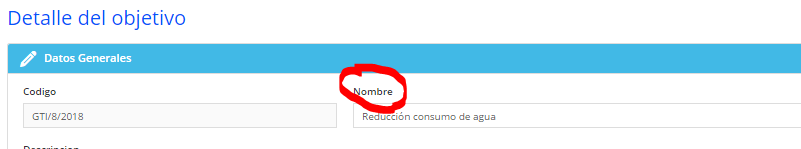 Detalle del objetivo
Datos Generales
Codigo Nombre
GTI/8/2018 Reducción consumo de agua